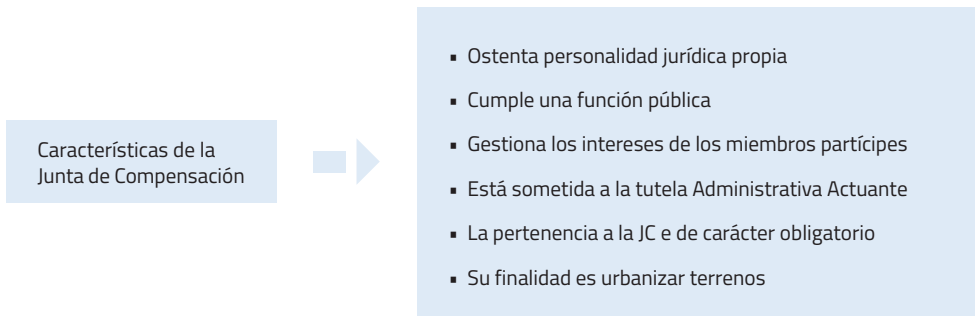 Características de la
Junta de Compensación
▪ Ostenta personalidad jurídica propia
▪ Cumple una función pública
▪ Gestiona los intereses de los miembros partícipes
▪ Está sometida a la tutela Administrativa Actuante
▪ La pertenencia a la JC e de carácter obligatorio
▪ Su finalidad es urbanizar terrenos